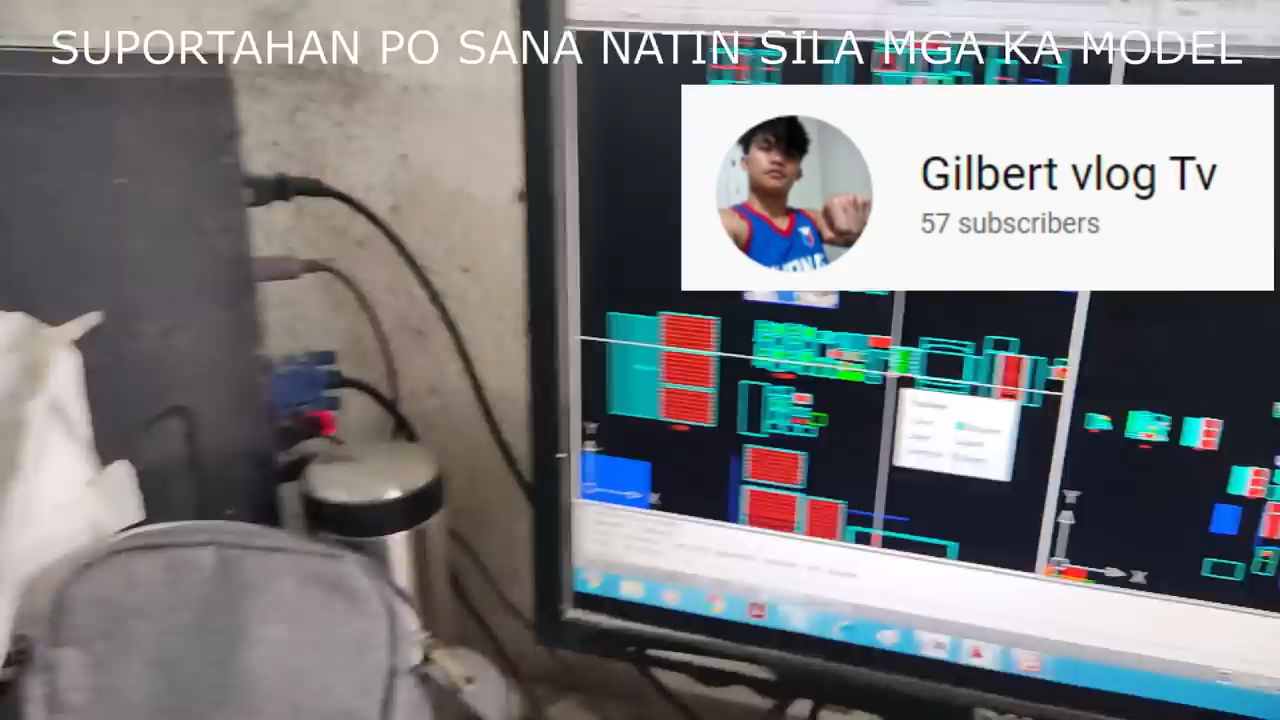 SUPORTAHAN PO SANA NATIN SILA MGA KA MODEL
Gilbert vlog Tv
57 subscribers